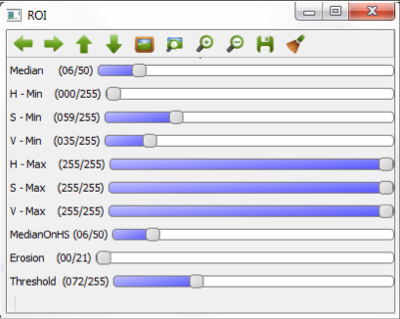 ROI
Median (06/50)
H - Min (000/255)
S - Min (059/255)
V - Min (035/255)
H - Max (255/255)
S - Max (255/255)
V - Max (255/255)
MedianOnHS (06/50)
Erosion (00/21)
Threshold (072/255)